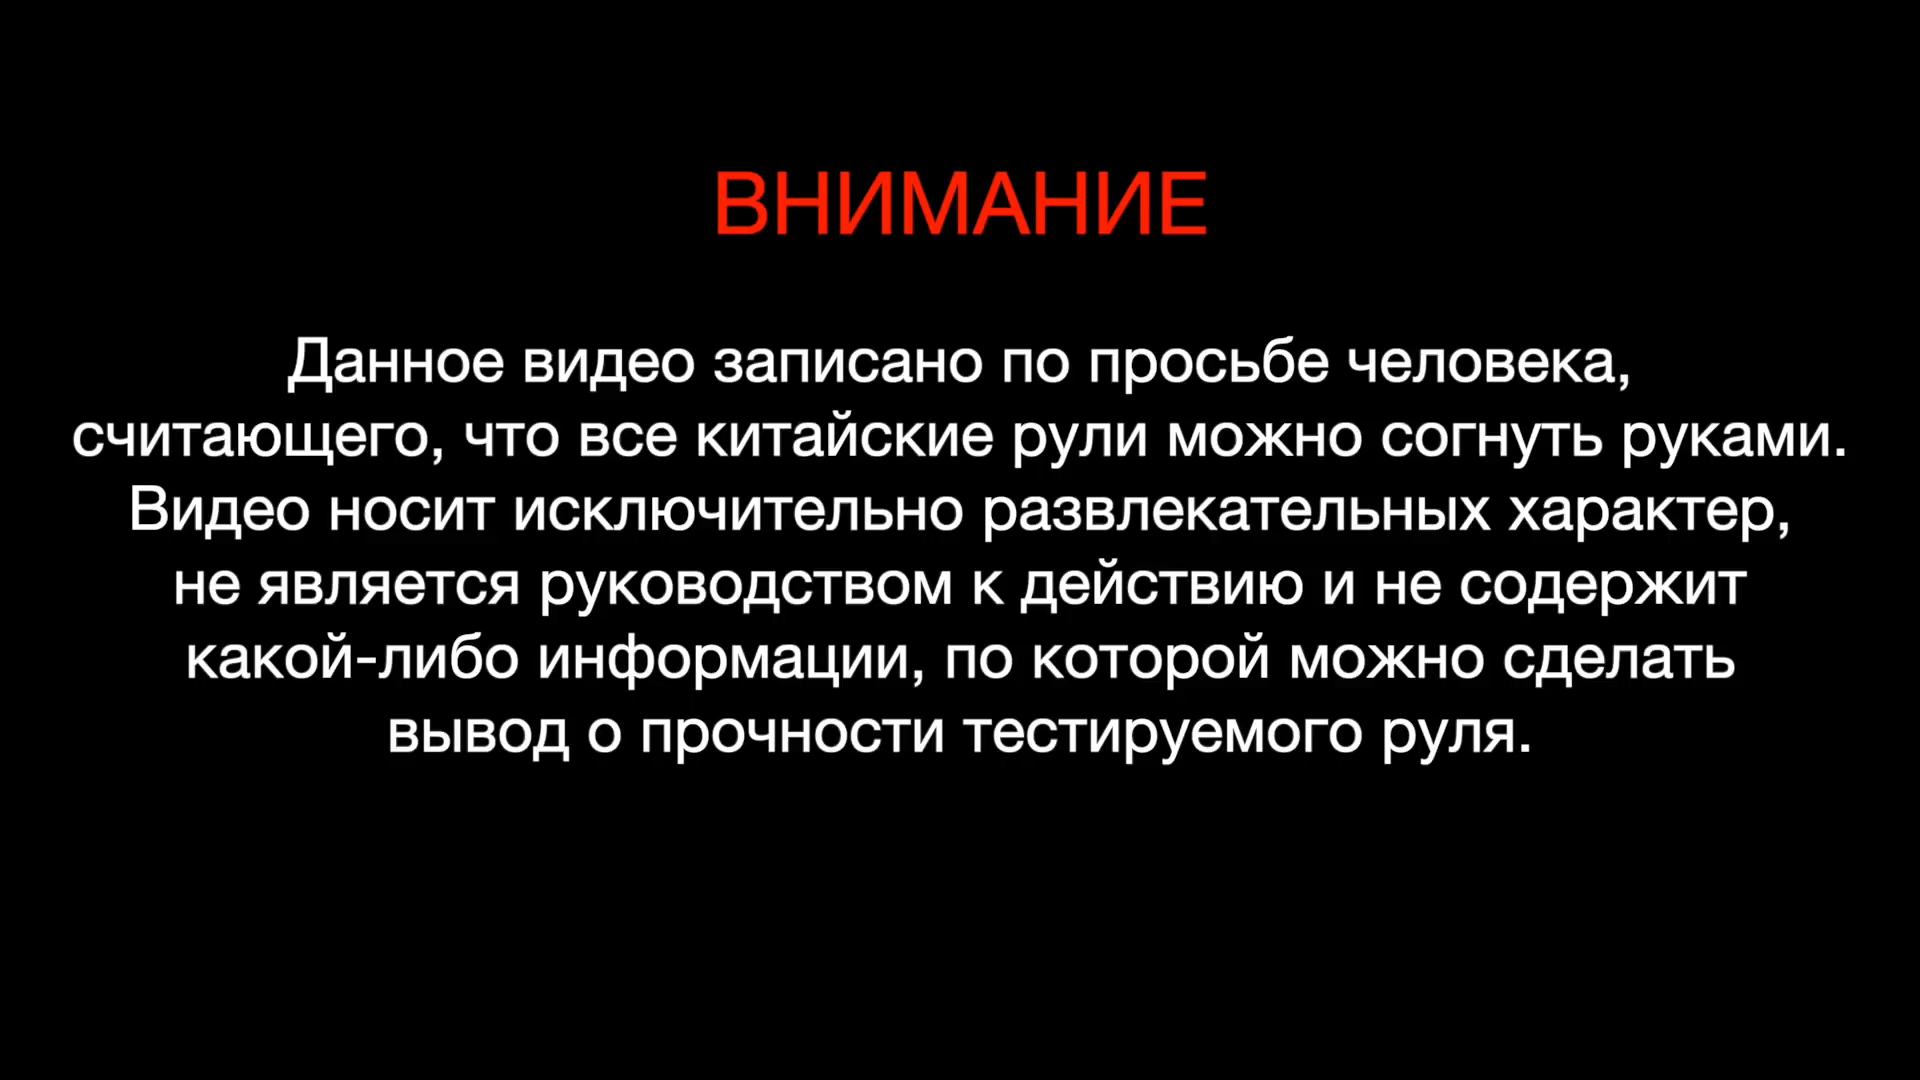 ВНИМАНИЕ
Данное видео записано по просьбе человека,
считающего, что все китайские рули можно согнуть руками.
Видео носит исключительно развлекательных характер,
не является руководством к действию и не содержит
какой-либо информации, по которой можно сделать
вывод о прочности тестируемого руля.